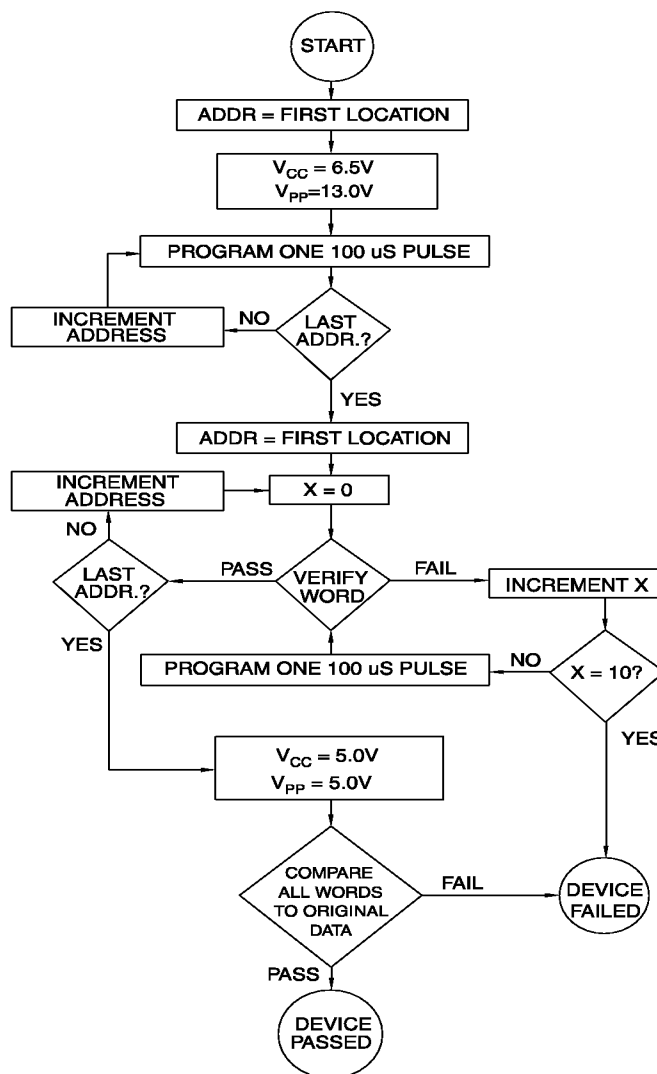 START
ADDR = FIRST LOCATION
VCC = 6.5V
VPP=13.0V
PROGRAM ONE 100 uS PULSE
INCREMENT
ADDRESS
NO
LAST
ADDR.?
YES
ADDR = FIRST LOCATION
INCREMENT
ADDRESS
X = 0
NO
LAST
ADDR.?
PASS
VERIFY
WORD
FAIL
INCREMENT X
YES
PROGRAM ONE 100 uS PULSE
NO
X = 10?
YES
VCC = 5.0V
VPP = 5.0V
COMPARE
ALL WORDS
TO ORIGINAL
DATA
FAIL
DEVICE
FAILED
PASS
DEVICE
PASSED